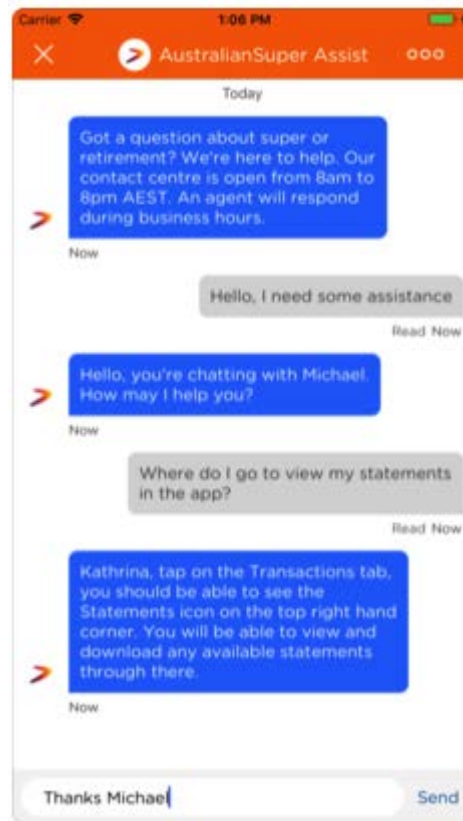 Carrier 1:06 PM
AustralianSuper Assist
Today
Got a question about super or
retirement? We're here to help. Our
contact centre is open from 8am to
8pm AEST. An agent will respond
during business hours.
Now
Hello, I need some assistance
Read Now
Hello, you're chatting with Michael.
How may I help you?
Now
Where do I go to view my statements
in the app?
Read Now
Kathrina, tap on the Transactions tab,
you should be able to see the
Statements icon on the top right hand
corner. You will be able to view and
download any available statements
through there.
Now
Thanks Michael
Send